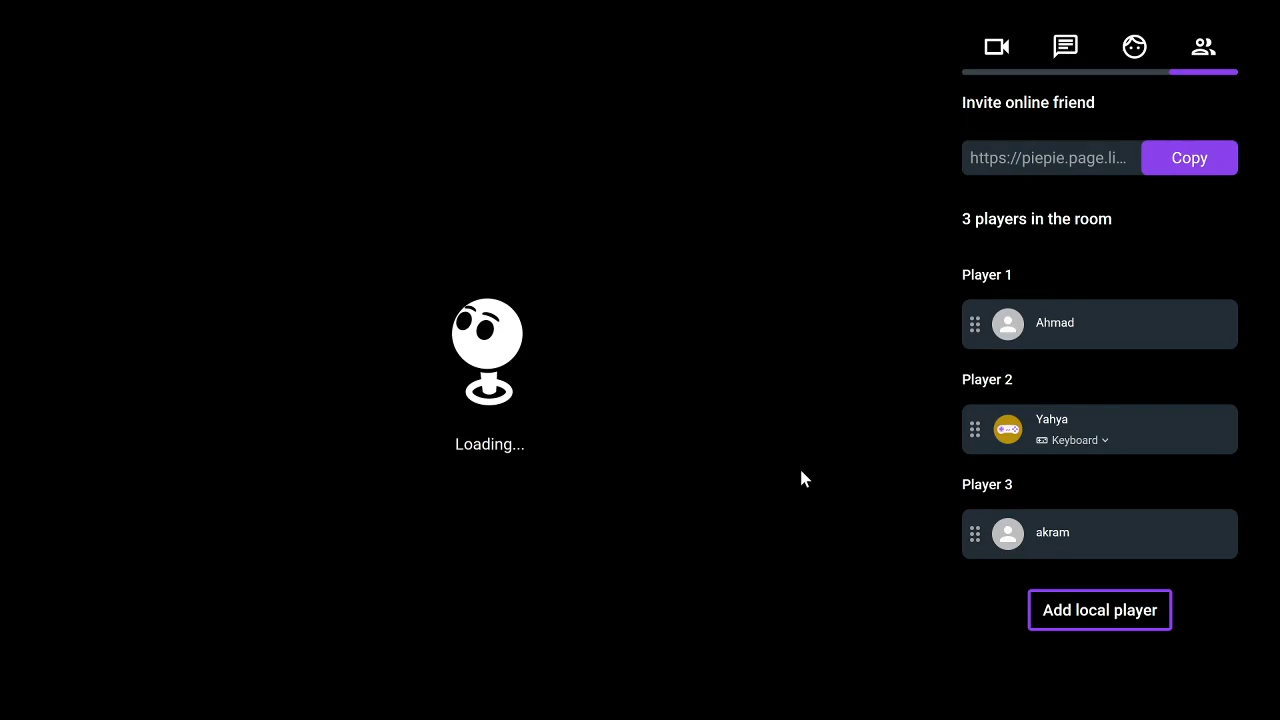 Invite online friend
https://piepie.page.li...
Copy
3 players in the room
Player 1
Ahmad
Player 2
Yahya
Keyboard
Player 3
akram
Add local player
Loading...